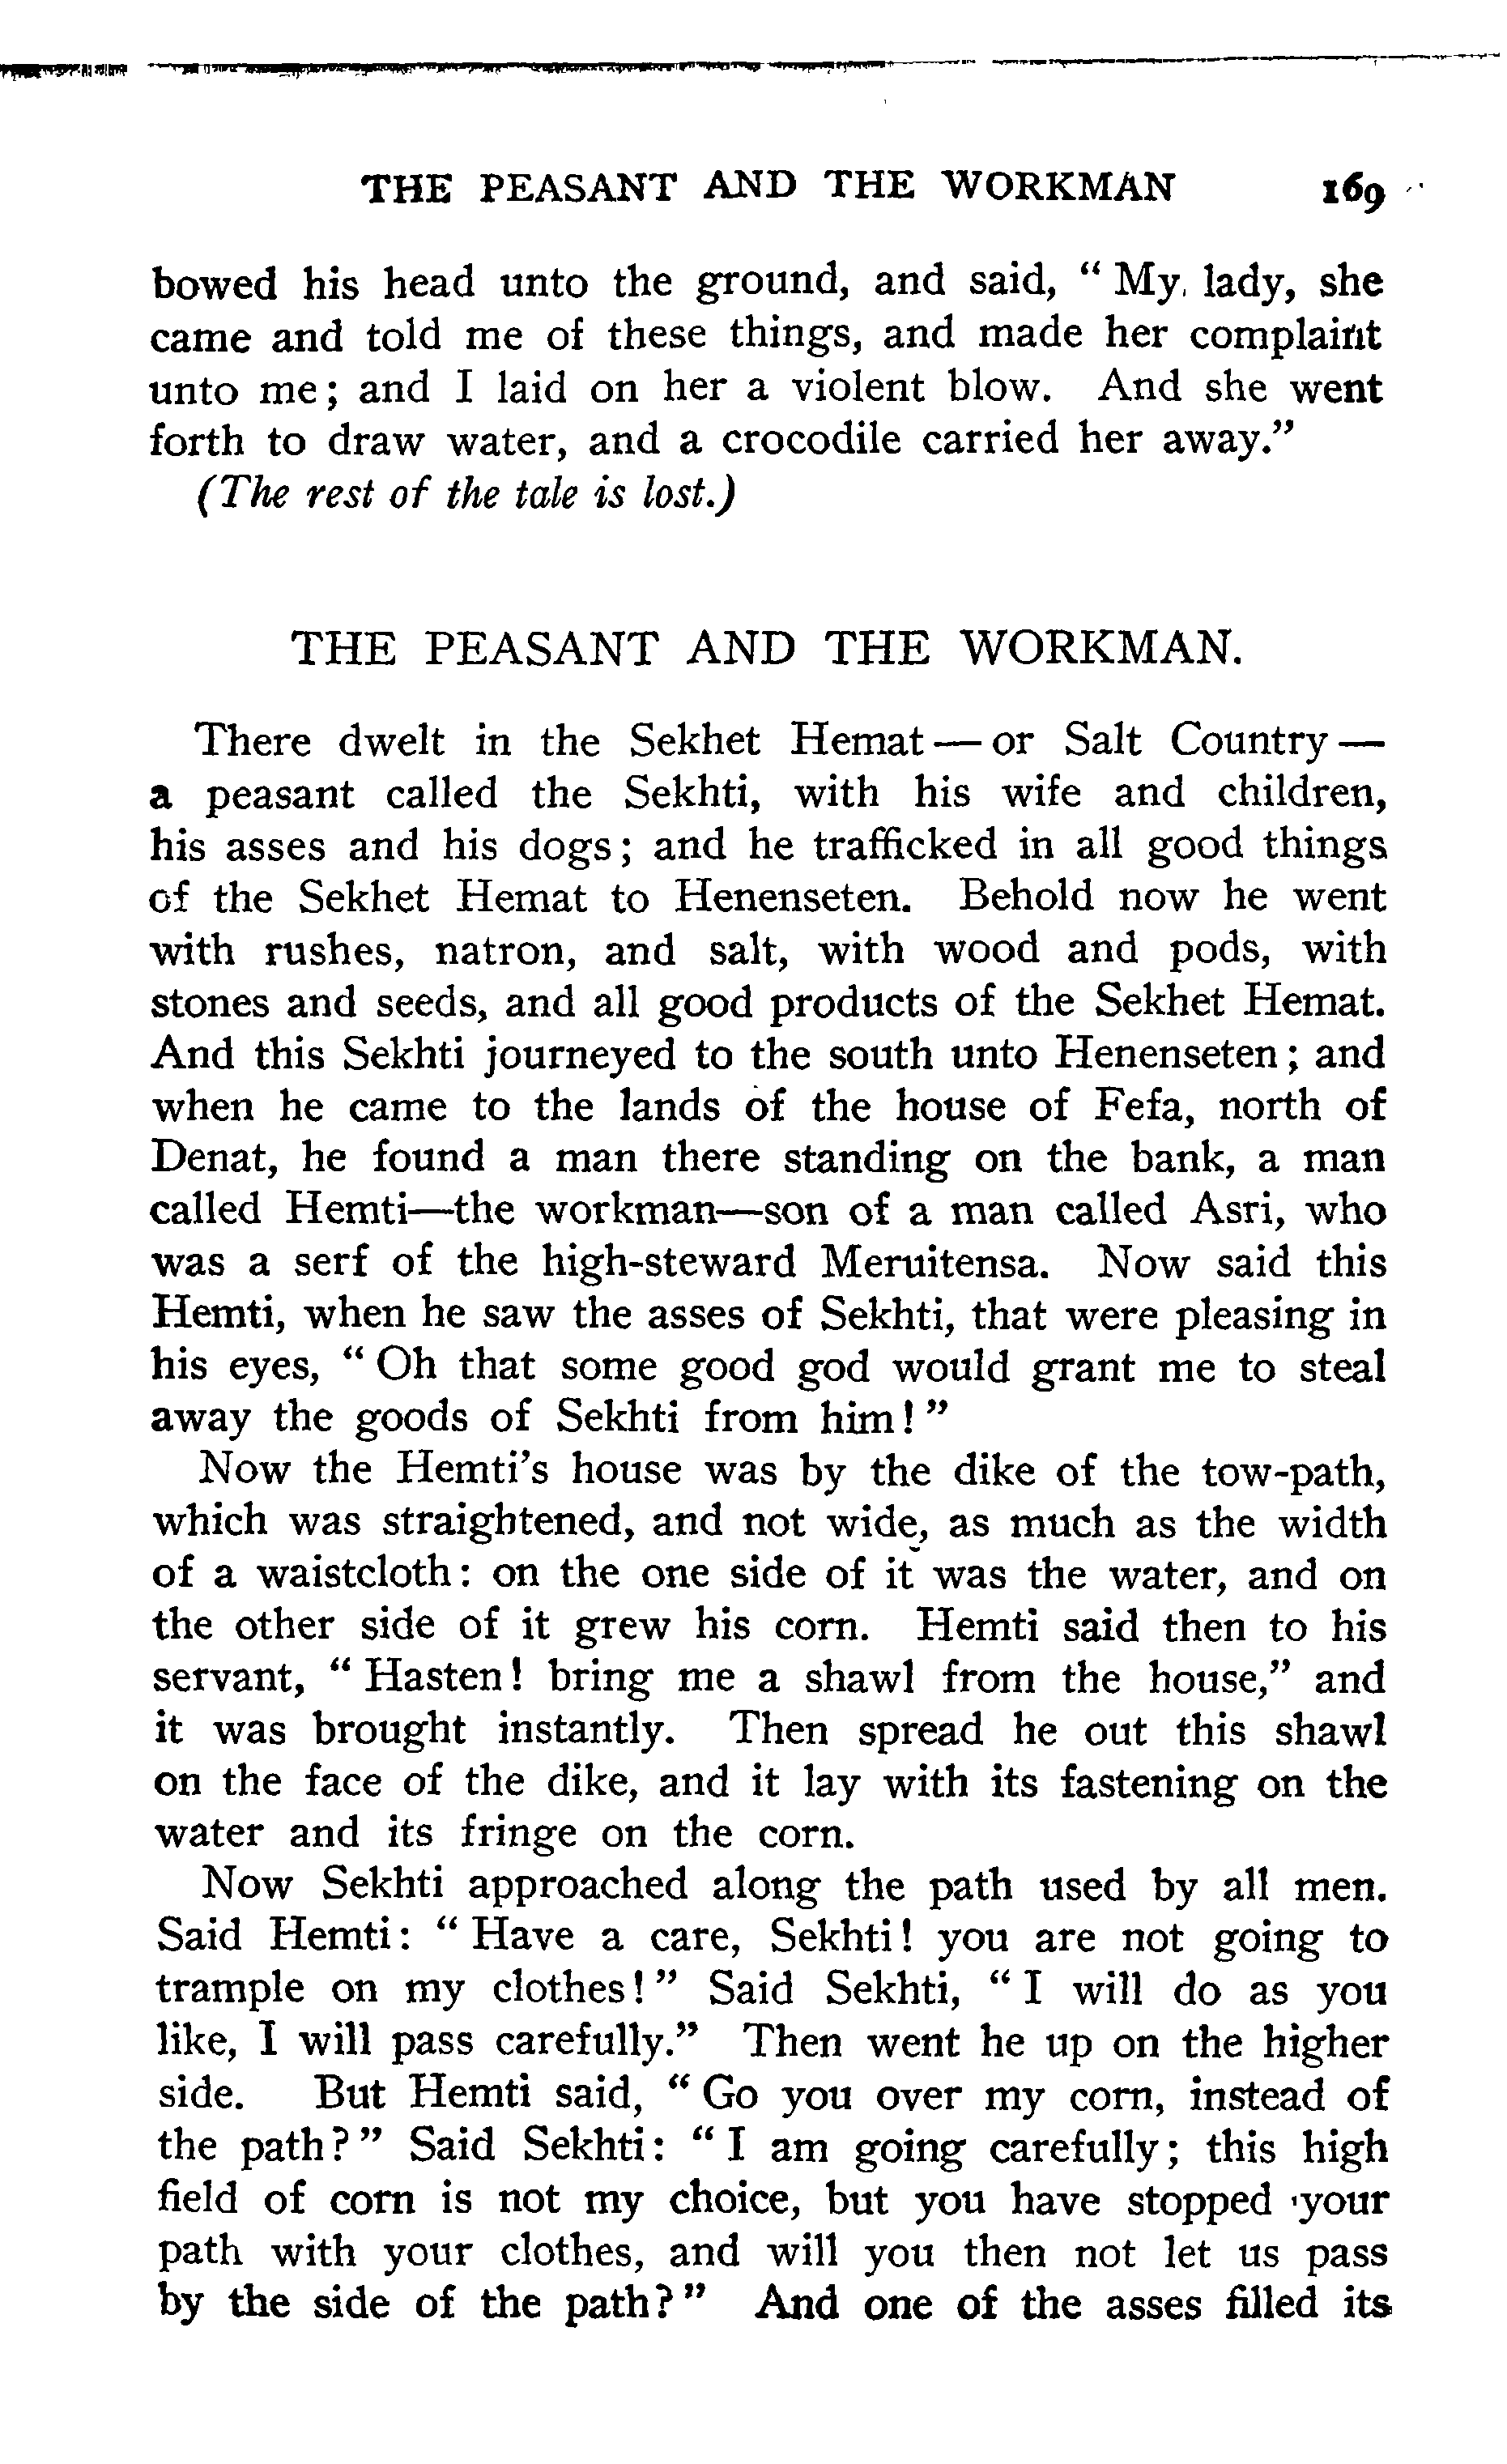 THE PEASANT AND THE WORKMAN 169
bowed his head unto the ground, and said, “ My lady, she
came and told me of these things, and made her complaint
unto me; and I laid on her a violent blow. And she went
forth to draw water, and a crocodile carried her away.”
(The rest of the tale is lost.)
THE PEASANT AND THE WORKMAN.
There dwelt in the Sekhet Hemat — or Salt Country —
a peasant called the Sekhti, with his wife and children,
his asses and his dogs; and he trafficked in all good things
of the Sekhet Hemat to Henenseten. Behold now he went
with rushes, natron, and salt, with wood and pods, with
stones and seeds, and all good products of the Sekhet Hemat.
And this Sekhti journeyed to the south unto Henenseten; and
when he came to the lands of the house of Fefa, north of
Denat, he found a man there standing on the bank, a man
called Hemti—the workman—son of a man called Asri, who
was a serf of the high-steward Meruitensa. Now said this
Hemti, when he saw the asses of Sekhti, that were pleasing in
his eyes, “ Oh that some good god would grant me to steal
away the goods of Sekhti from him! ”
Now the Hemti’s house was by the dike of the tow-path,
which was straightened, and not wide, as much as the width
of a waistcloth: on the one side of it was the water, and on
the other side of it grew his corn. Hemti said then to his
servant, “ Hasten! bring me a shawl from the house,” and
it was brought instantly. Then spread he out this shawl
on the face of the dike, and it lay with its fastening on the
water and its fringe on the corn.
Now Sekhti approached along the path used by all men.
Said Hemti: “ Have a care, Sekhti! you are not going to
trample on my clothes! ” Said Sekhti, “ I will do as you
like, I will pass carefully.” Then went he up on the higher
side. But Hemti said, “ Go you over my corn, instead of
the path? ” Said Sekhti: “ I am going carefully; this high
field of corn is not my choice, but you have stopped your
path with your clothes, and will you then not let us pass
by the side of the path? ” And one of the asses filled its